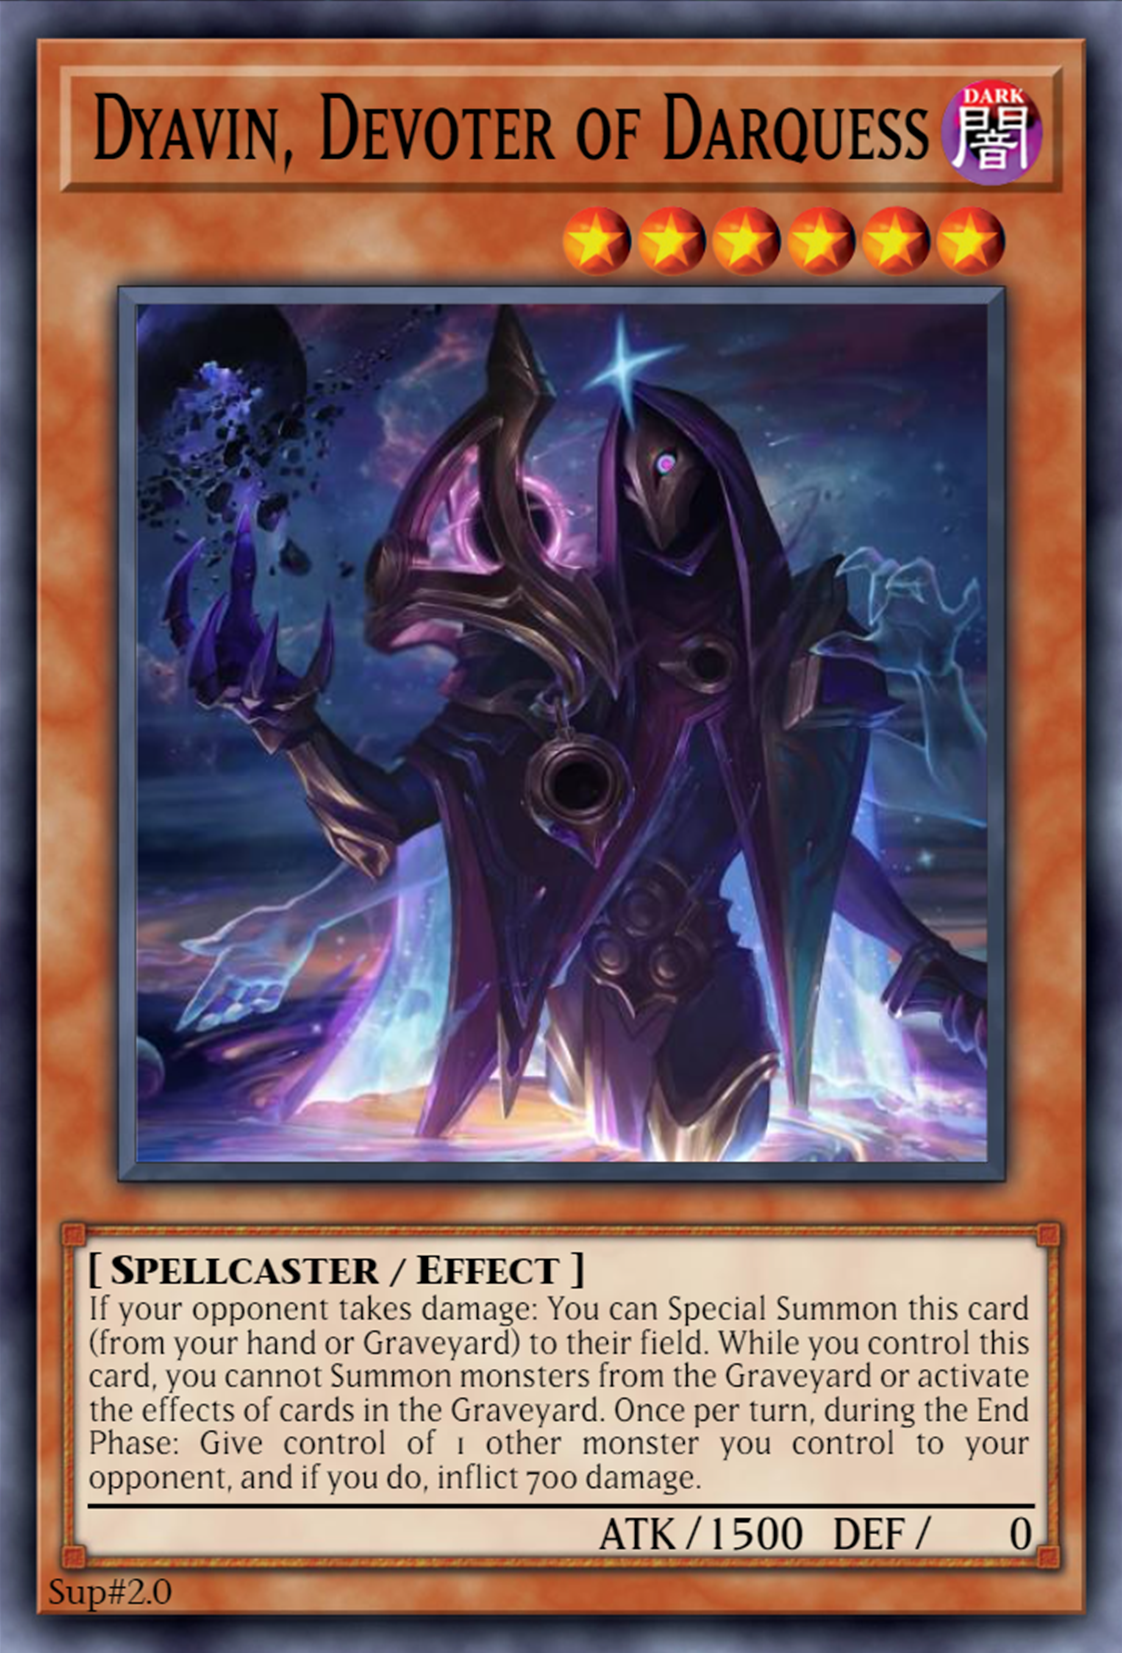 Dyavin, Devoter of Darquess
DARK
闇
[ Spellcaster / Effect ]
If your opponent takes damage: You can Special Summon this card
(from your hand or Graveyard) to their field. While you control this
card, you cannot Summon monsters from the Graveyard or activate
the effects of cards in the Graveyard. Once per turn, during the End
Phase: Give control of 1 other monster you control to your
opponent, and if you do, inflict 700 damage.
ATK / 1500 DEF / 0
Sup#2.0